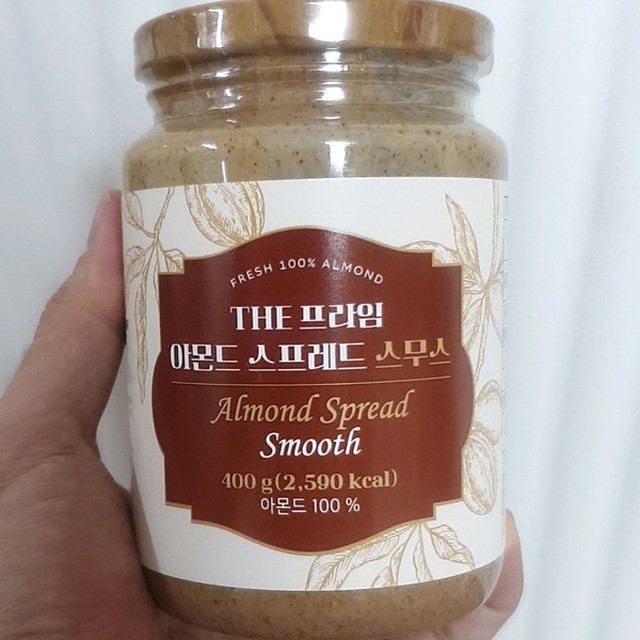 FRESH 100% ALMOND
THE 프라임
아몬드 스프레드 스무스
Almond Spread
Smooth
400 g(2,590 kcal)
아몬드 100 %